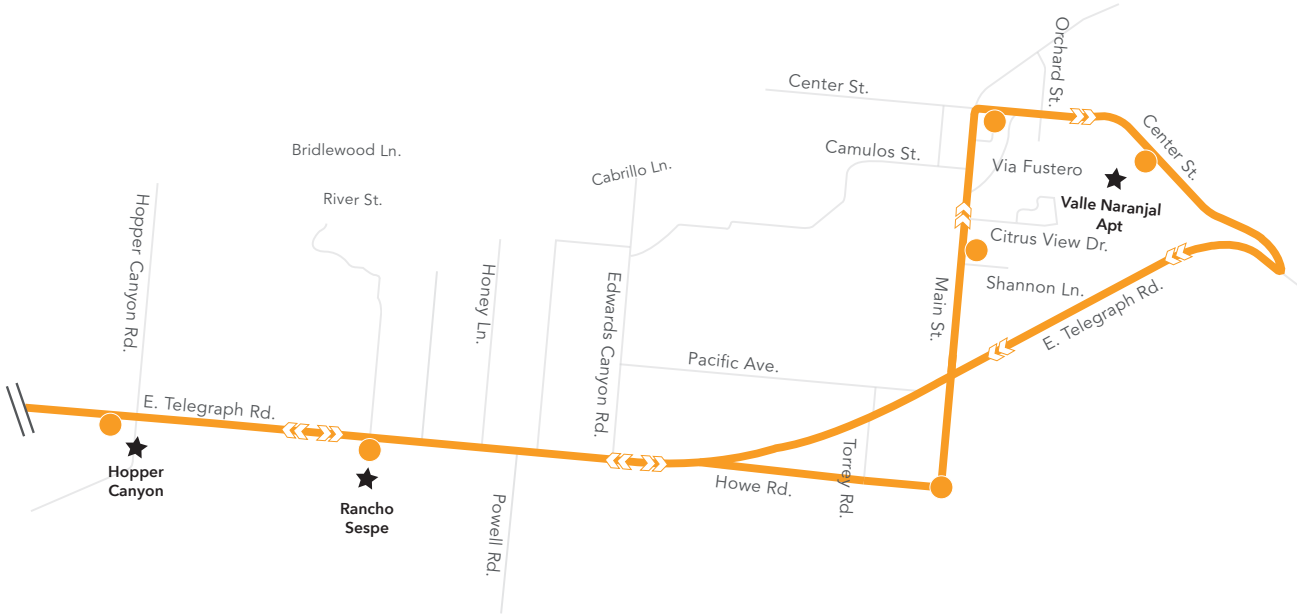 Orchard St.
Center St.
Center St.
Camulos St.
Bridlewood Ln.
Via Fustero
Cabrillo Ln.
River St.
Valle Naranjal
Apt
Hopper Canyon Rd.
Citrus View Dr.
Honey Ln.
Edwards Canyon Rd.
Main St.
Shannon Ln.
E. Telegraph Rd.
Pacific Ave.
E. Telegraph Rd.
Torrey Rd.
Hopper
Canyon
Howe Rd.
Rancho
Sespe
Powell Rd.